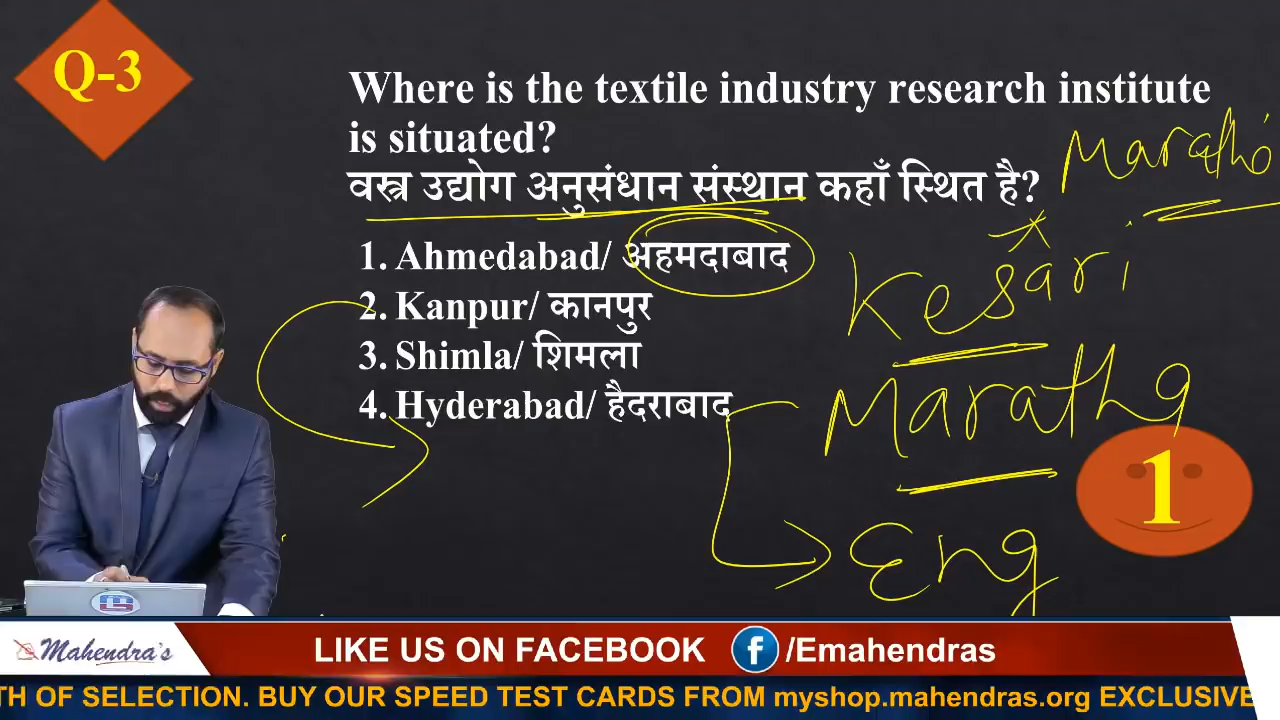 Q-3
Where is the textile industry research institute
is situated?
वस्त्र उद्योग अनुसंधान संस्थान कहाँ स्थित है?
1. Ahmedabad/ अहमदाबाद
2. Kanpur/ कानपुर
3. Shimla/ शिमला
4. Hyderabad/ हैदराबाद
Kesari
Eng
1
Mahendra's
LIKE US ON FACEBOOK
f /Emahendras
TH OF SELECTION. BUY OUR SPEED TEST CARDS FROM myshop.mahendras.org EXCLUSIVE